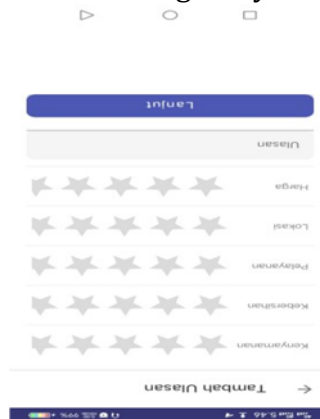 Tambah Ulasan
Kenyamanan
Kebersihan
Pelayanan
Lokasi
Harga
Ulasan
Lanjut